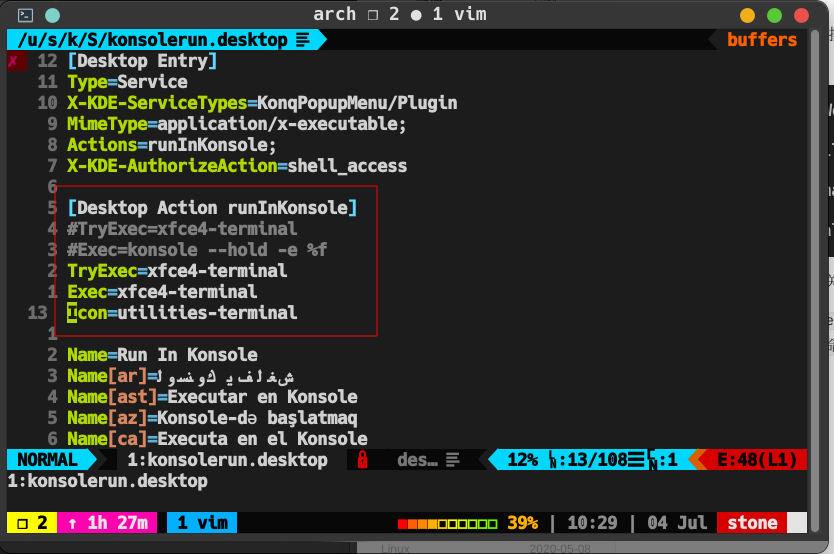 arch ❐ 2 ● 1 vim
/u/s/k/S/konsolerun.desktop
buffers
✗ 12 [Desktop Entry]
11 Type=Service
10 X-KDE-ServiceTypes=KonqPopupMenu/Plugin
9 MimeType=application/x-executable;
8 Actions=runInKonsole;
7 X-KDE-AuthorizeAction=shell_access
6
5 [Desktop Action runInKonsole]
4 #TryExec=xfce4-terminal
3 #Exec=konsole --hold -e %f
2 TryExec=xfce4-terminal
1 Exec=xfce4-terminal
13 Icon=utilities-terminal
1
2 Name=Run In Konsole
3 Name[ar]=شغل في كونسول
4 Name[ast]=Executar en Konsole
5 Name[az]=Konsole-də başlatmaq
6 Name[ca]=Executa en el Konsole
NORMAL 1:konsolerun.desktop des… 12% ㏑:13/108☰℅:1 E:48(L1)
1:konsolerun.desktop
❐ 2 ↑ 1h 27m 1 vim 39% | 10:29 | 04 Jul stone
Linux 2020-05-08